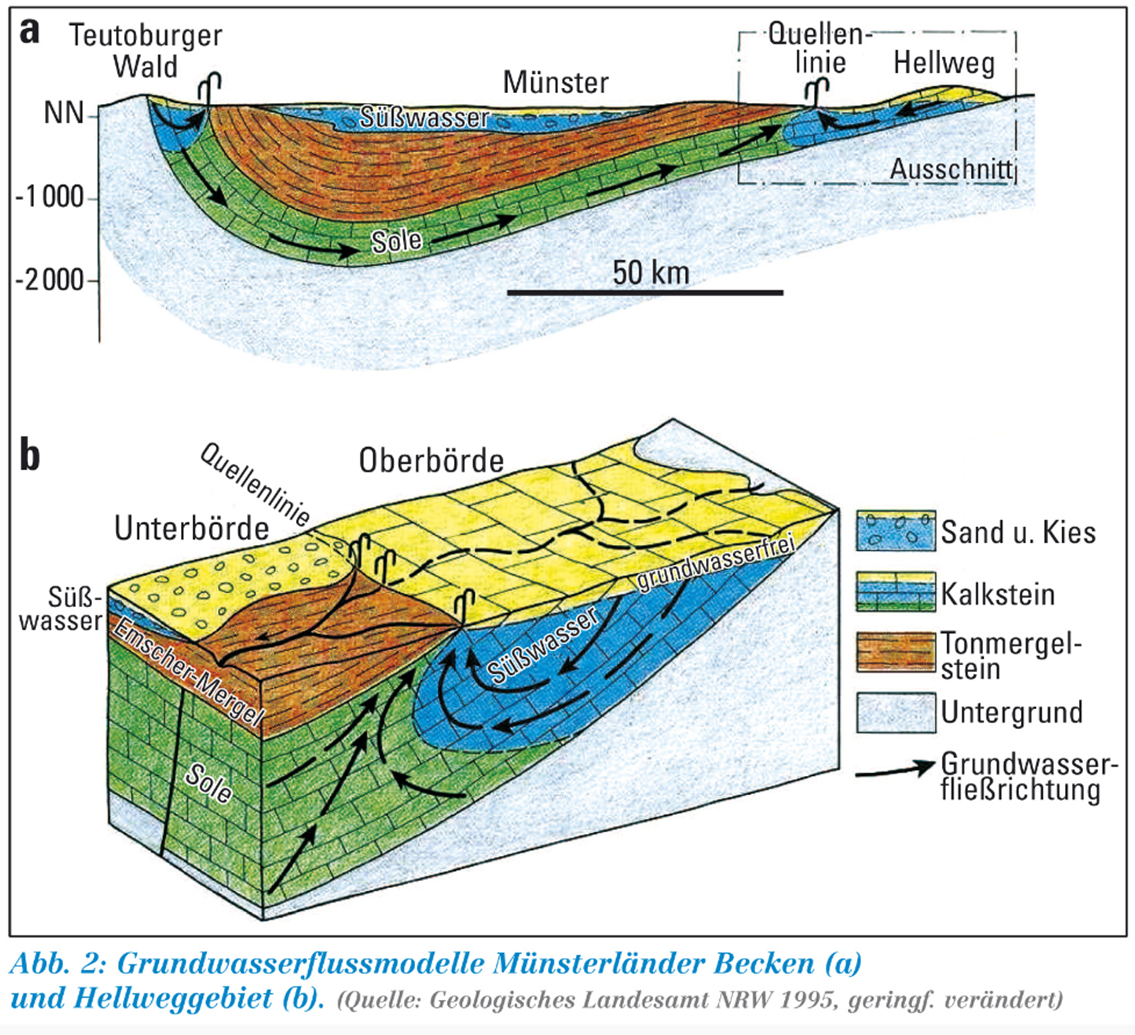 a
Teutoburger
Wald
Quellen-
linie
Hellweg
Münster
NN
Süßwasser
Ausschnitt
-1000
Sole
-2000
50 km
b
Quellenlinie
Oberbörde
Unterbörde
grundwasserfrei
Süß-
wasser
Süßwasser
Emscher-Mergel
Sole
Sand u. Kies
Kalkstein
Tonmergel-
stein
Untergrund
Grundwasser-
fließrichtung
Abb. 2: Grundwasserflussmodelle Münsterländer Becken (a)
und Hellweggebiet (b). (Quelle: Geologisches Landesamt NRW 1995, geringf. verändert)